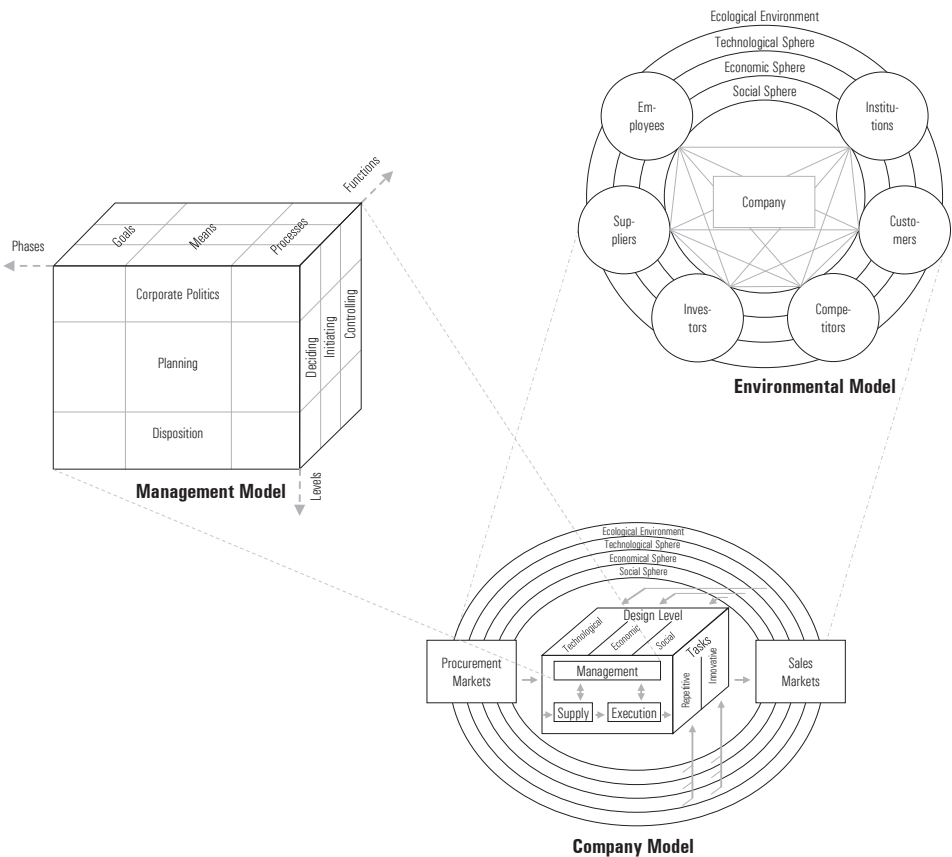 Ecological Environment
Technological Sphere
Economic Sphere
Social Sphere
Em-
ployees
Institu-
tions
Company
Sup-
pliers
Custo-
mers
Inves-
tors
Compe-
titors
Environmental Model
Functions
Phases
Goals
Means
Processes
Corporate Politics
Planning
Disposition
Deciding
Initiating
Controlling
Levels
Management Model
Ecological Environment
Technological Sphere
Economical Sphere
Social Sphere
Design Level
Technological
Economic
Social
Tasks
Repetitive
Innovative
Procurement
Markets
Management
Supply
Execution
Sales
Markets
Company Model